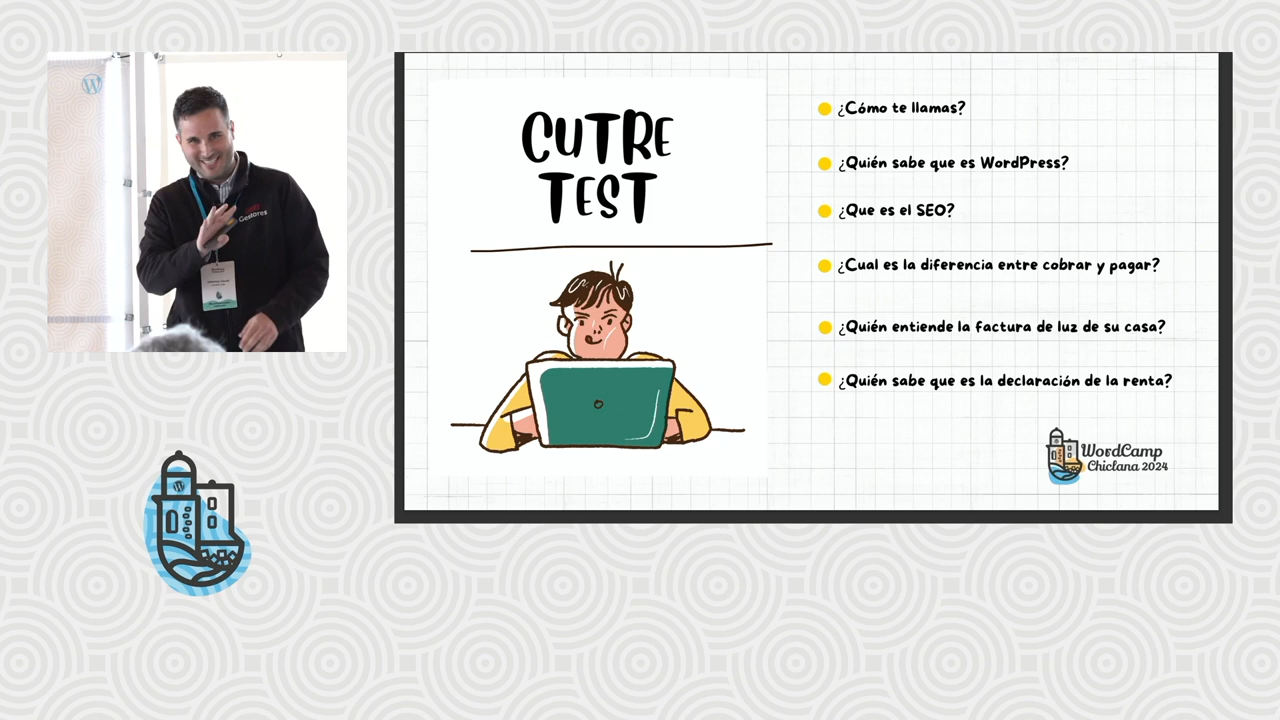 CUTRE
TEST
¿Cómo te llamas?
¿Quién sabe que es WordPress?
¿Que es el SEO?
¿Cual es la diferencia entre cobrar y pagar?
¿Quién entiende la factura de luz de su casa?
¿Quién sabe que es la declaración de la renta?
WordCamp
Chiclana 2024
Gestores